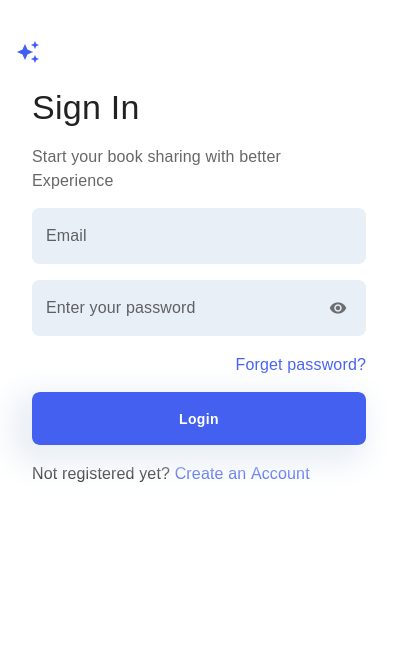 Sign In
Start your book sharing with better
Experience
Email
Enter your password
Forget password?
Login
Not registered yet? Create an Account